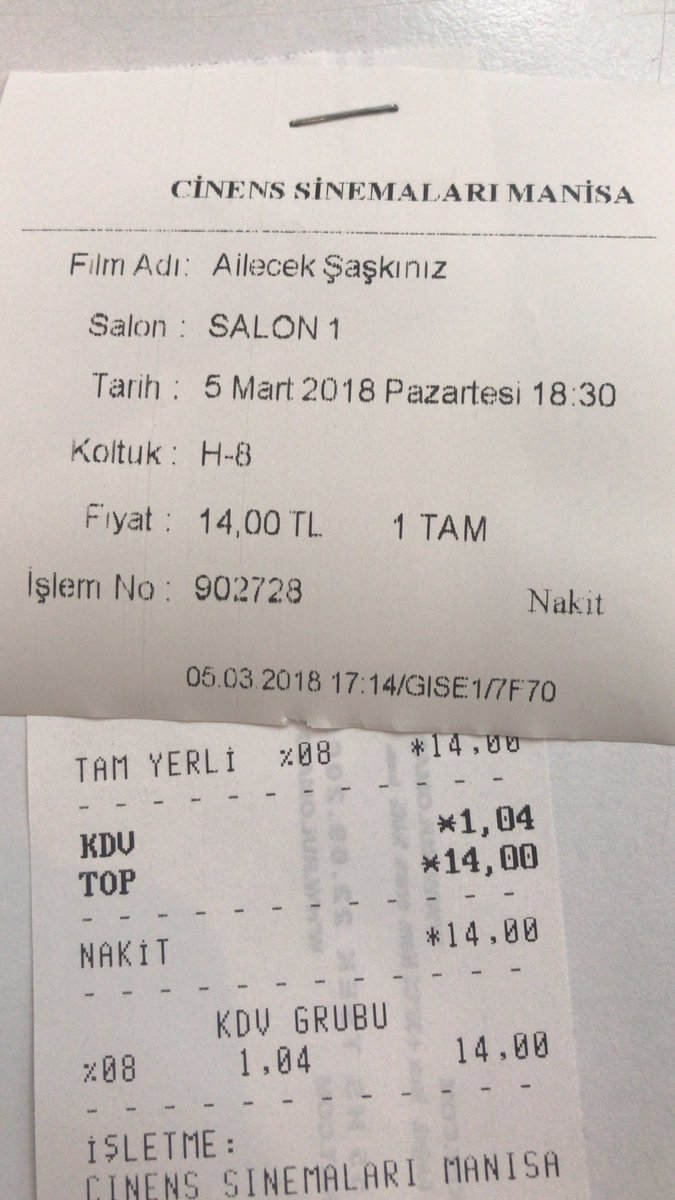 CİNENS SİNEMALARI MANİSA
Film Adı: Ailecek Şaşkınız
Salon : SALON 1
Tarih : 5 Mart 2018 Pazartesi 18:30
Koltuk : H-8
Fiyat : 14,00 TL 1 TAM
İşlem No : 902728 Nakit
05.03.2018 17:14/GISE1/7F70
TAM YERLİ %08 *14,00
KDV *1,04
TOP *14,00
NAKİT *14,00
KDV GRUBU
%08 1,04 14,00
İŞLETME:
CINENS SINEMALARI MANISA